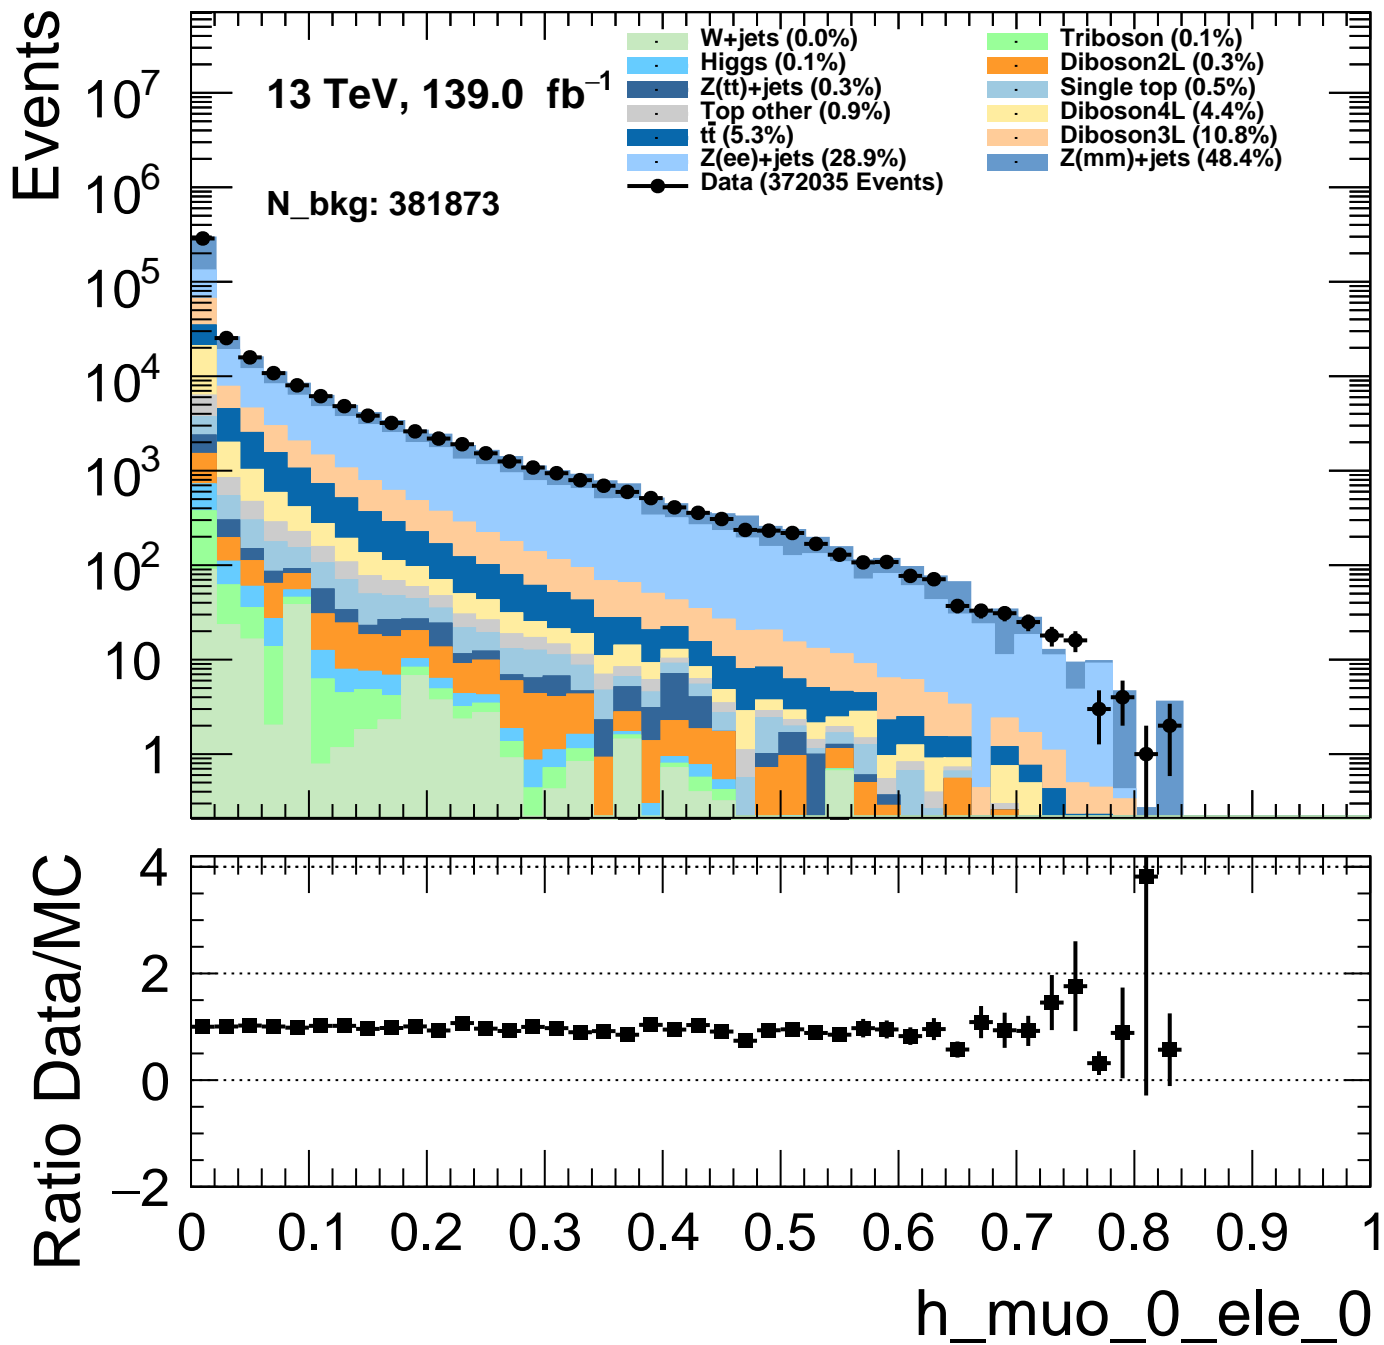 Events
10⁷
10⁶
10⁵
10⁴
10³
10²
10
1
13 TeV, 139.0 fb⁻¹
N_bkg: 381873
W+jets (0.0%)
Higgs (0.1%)
Z(tt)+jets (0.3%)
Top other (0.9%)
tt̄ (5.3%)
Z(ee)+jets (28.9%)
Data (372035 Events)
Triboson (0.1%)
Diboson2L (0.3%)
Single top (0.5%)
Diboson4L (4.4%)
Diboson3L (10.8%)
Z(mm)+jets (48.4%)
Ratio Data/MC
4
2
0
−2
0 0.1 0.2 0.3 0.4 0.5 0.6 0.7 0.8 0.9 1
h_muo_0_ele_0